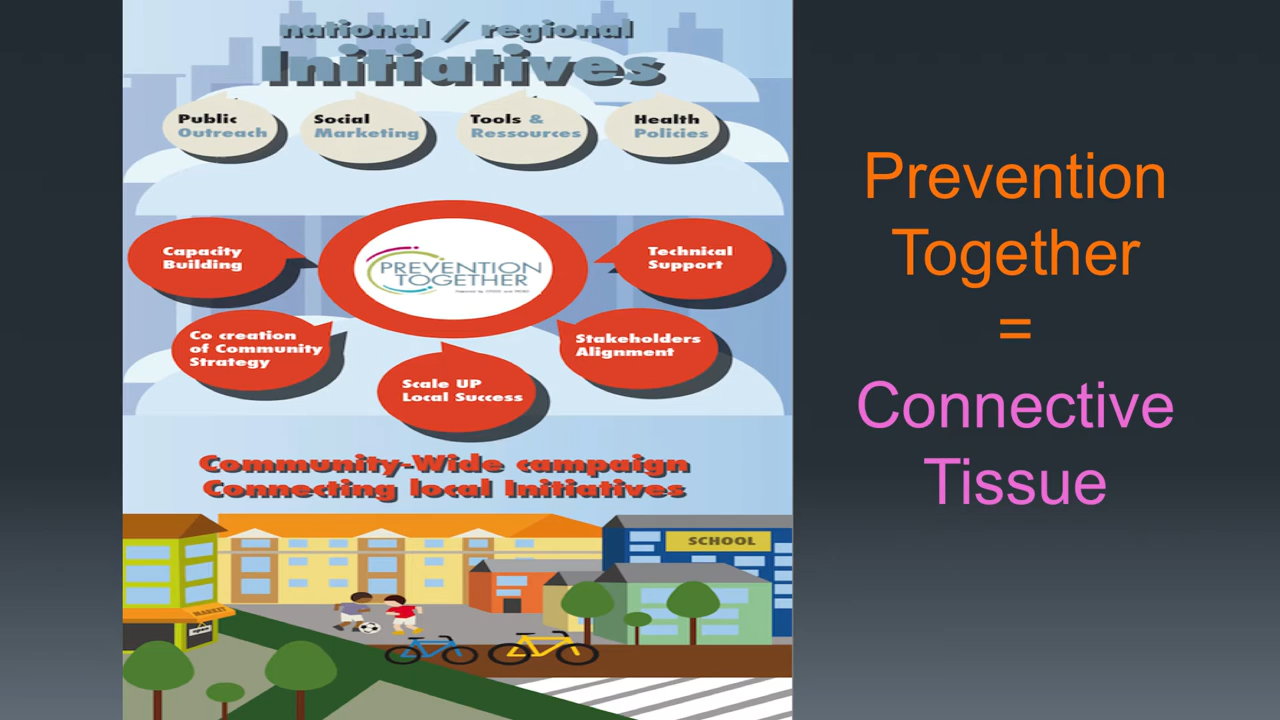 national / regional
Initiatives
Public
Outreach
Social
Marketing
Tools &
Ressources
Health
Policies
Capacity
Building
PREVENTION
TOGETHER
Technical
Support
Co creation
of Community
Strategy
Stakeholders
Alignment
Scale UP
Local Success
Community-Wide campaign
Connecting local Initiatives
SCHOOL
MARKET
Prevention
Together
=
Connective
Tissue